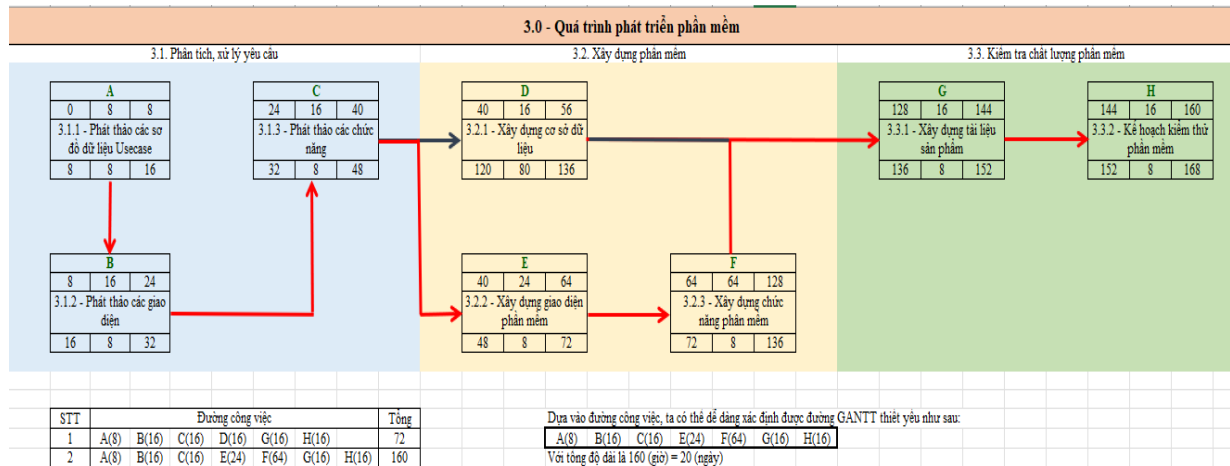 3.0 - Quá trình phát triển phần mềm
3.1. Phân tích, xử lý yêu cầu
3.2. Xây dựng phần mềm
3.3. Kiểm tra chất lượng phần mềm
A
0 8 8
3.1.1 - Phát thảo các sơ
đồ dữ liệu Usecase
8 8 16
C
24 16 40
3.1.3 - Phát thảo các chức
năng
32 8 48
D
40 16 56
3.2.1 - Xây dựng cơ sở dữ
liệu
120 80 136
G
128 16 144
3.3.1 - Xây dựng tài liệu
sản phẩm
136 8 152
H
144 16 160
3.3.2 - Kế hoạch kiểm thử
phần mềm
152 8 168
B
8 16 24
3.1.2 - Phát thảo các giao
diện
16 8 32
E
40 24 64
3.2.2 - Xây dựng giao diện
phần mềm
48 8 72
F
64 64 128
3.2.3 - Xây dựng chức
năng phân mềm
72 8 136
STT Đường công việc Tổng
1 A(8) B(16) C(16) D(16) G(16) H(16) 72
2 A(8) B(16) C(16) E(24) F(64) G(16) H(16) 160
Dựa vào đường công việc, ta có thể dễ dàng xác định được đường GANTT thiết yếu như sau:
A(8) B(16) C(16) E(24) F(64) G(16) H(16)
Với tổng độ dài là 160 (giờ) = 20 (ngày)